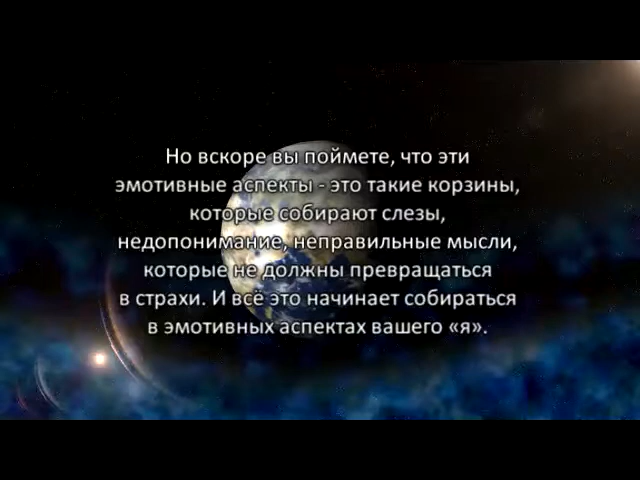 Но вскоре вы поймете, что эти
эмотивные аспекты - это такие корзины,
которые собирают слезы,
недопонимание, неправильные мысли,
которые не должны превращаться
в страхи. И всё это начинает собираться
в эмотивных аспектах вашего «я».